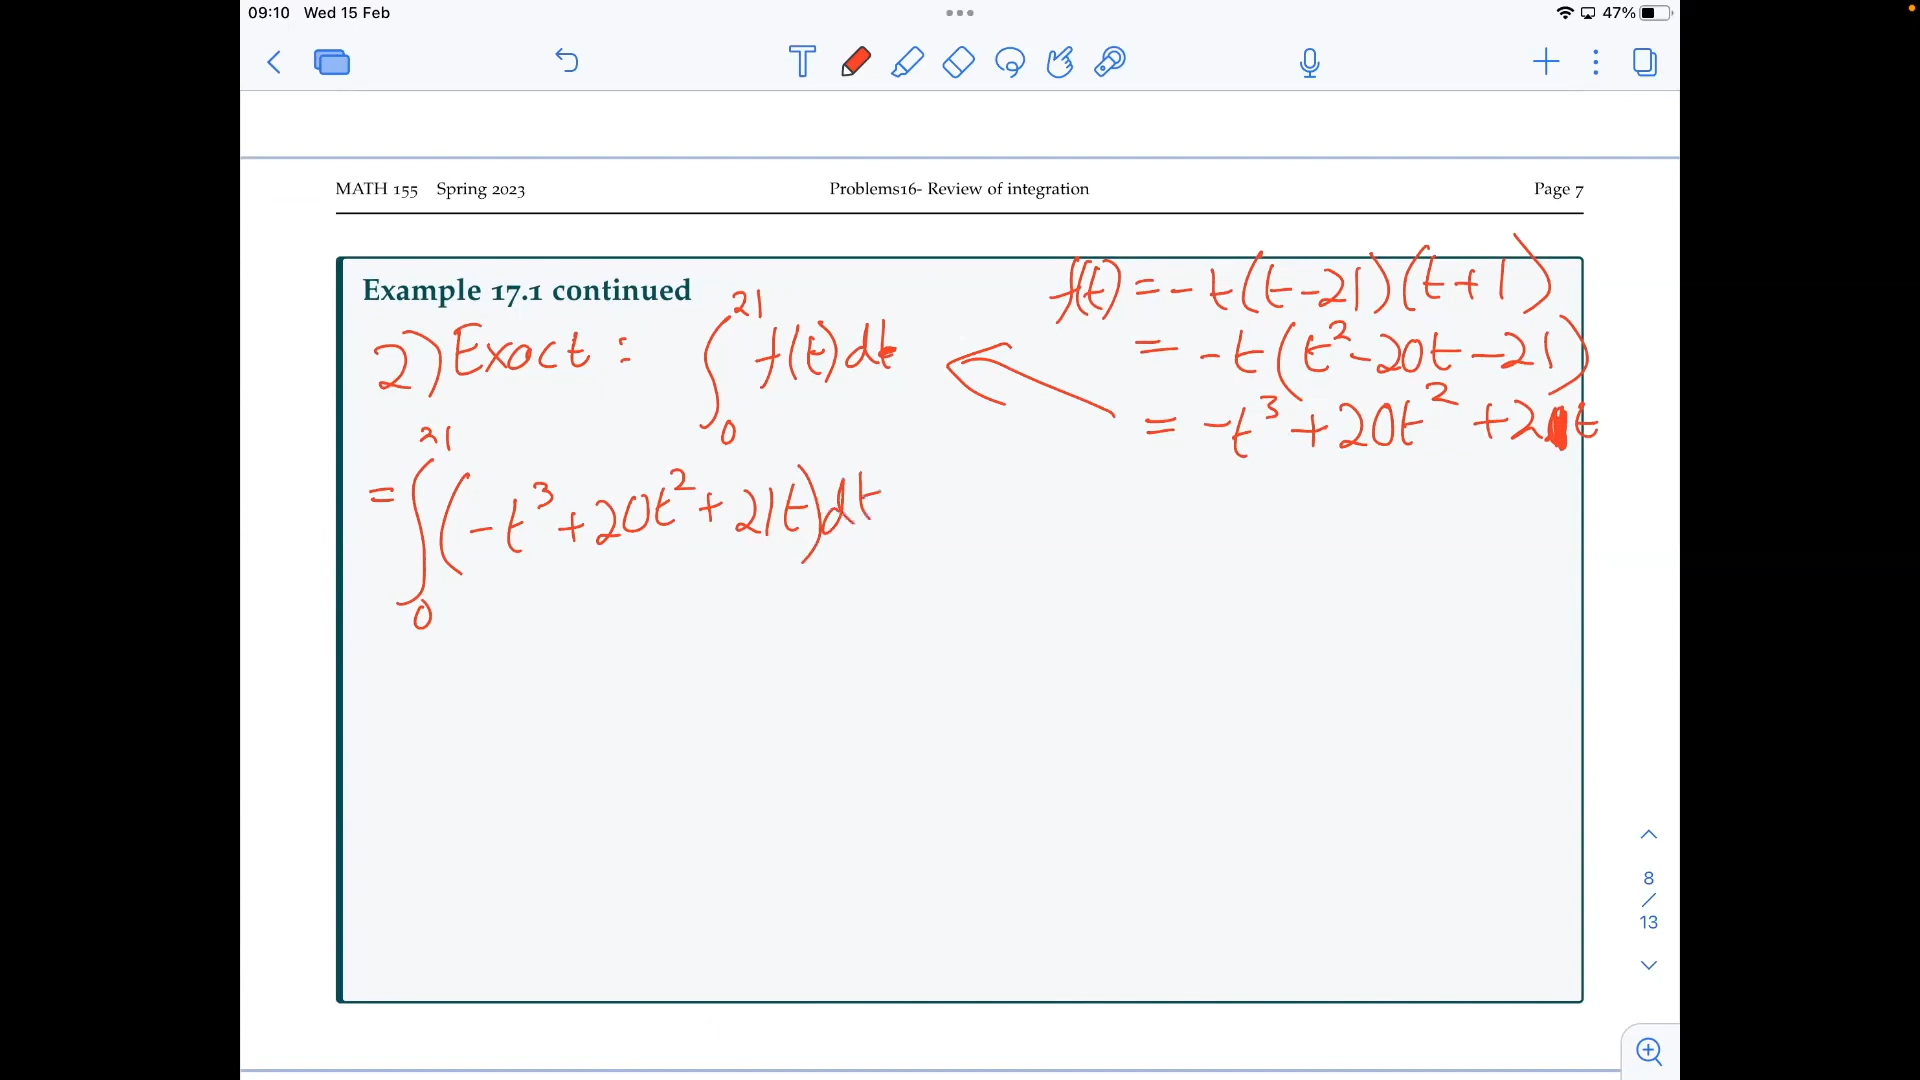 09:10 Wed 15 Feb
47%
T
MATH 155 Spring 2023 Problems16- Review of integration Page 7
Example 17.1 continued
2) Exact : ∫₀²¹ f(t)dt
f(t) = -t(t-21)(t+1)
= -t(t²-20t-21)
= -t³+20t²+21t
= ∫₀²¹ (-t³+20t²+21t)dt
8
/
13